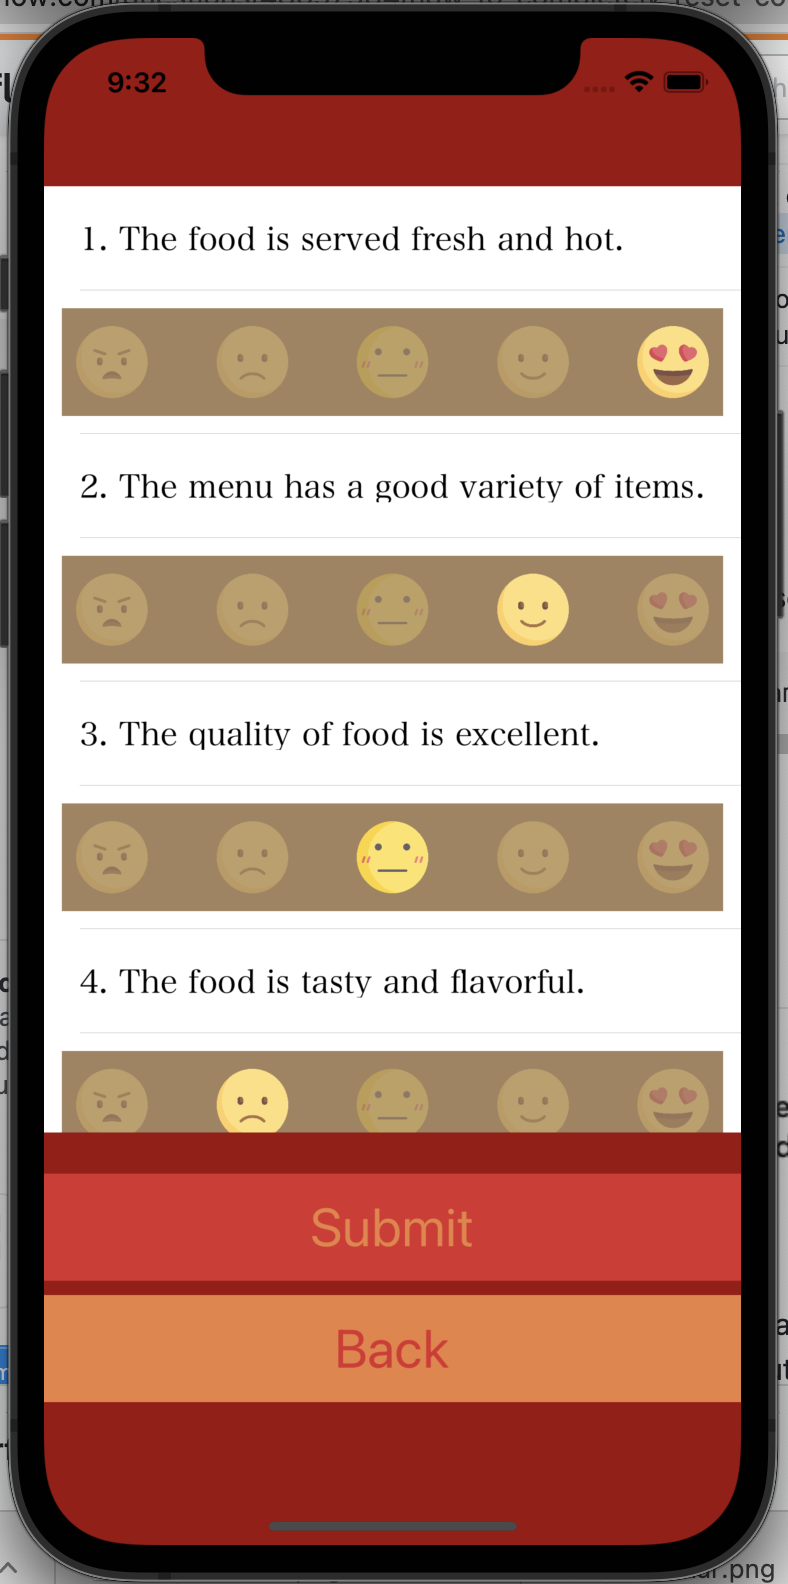 9:32
1. The food is served fresh and hot.
2. The menu has a good variety of items.
3. The quality of food is excellent.
4. The food is tasty and flavorful.
Submit
Back
.png